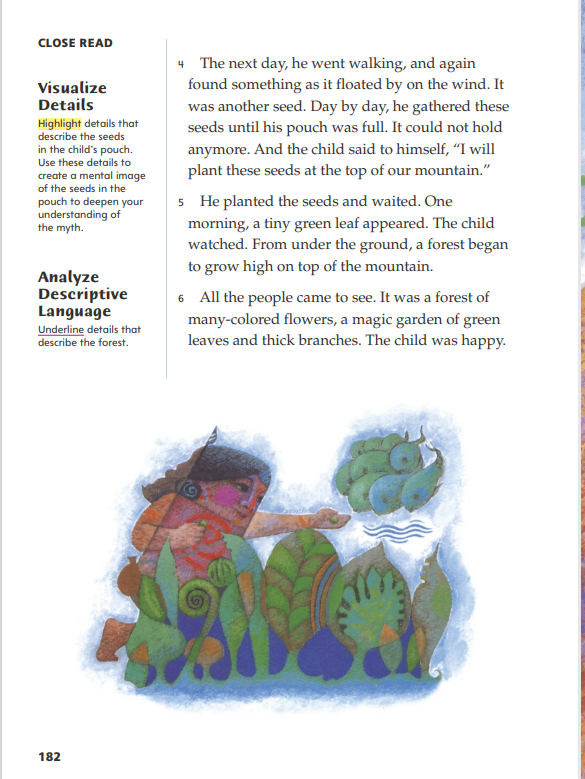 CLOSE READ
Visualize
Details
Highlight details that
describe the seeds
in the child's pouch.
Use these details to
create a mental image
of the seeds in the
pouch to deepen your
understanding of
the myth.
Analyze
Descriptive
Language
Underline details that
describe the forest.
4 The next day, he went walking, and again
found something as it floated by on the wind. It
was another seed. Day by day, he gathered these
seeds until his pouch was full. It could not hold
anymore. And the child said to himself, “I will
plant these seeds at the top of our mountain.”
5 He planted the seeds and waited. One
morning, a tiny green leaf appeared. The child
watched. From under the ground, a forest began
to grow high on top of the mountain.
6 All the people came to see. It was a forest of
many-colored flowers, a magic garden of green
leaves and thick branches. The child was happy.
182